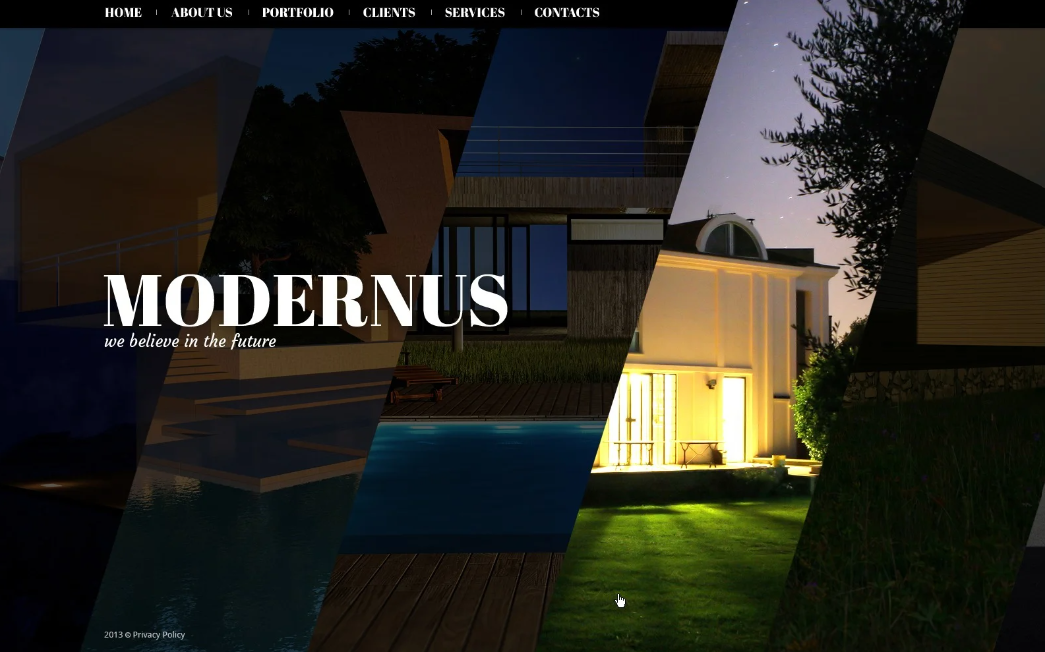 HOME ABOUT US PORTFOLIO CLIENTS SERVICES CONTACTS
MODERNUS
we believe in the future
2013 © Privacy Policy